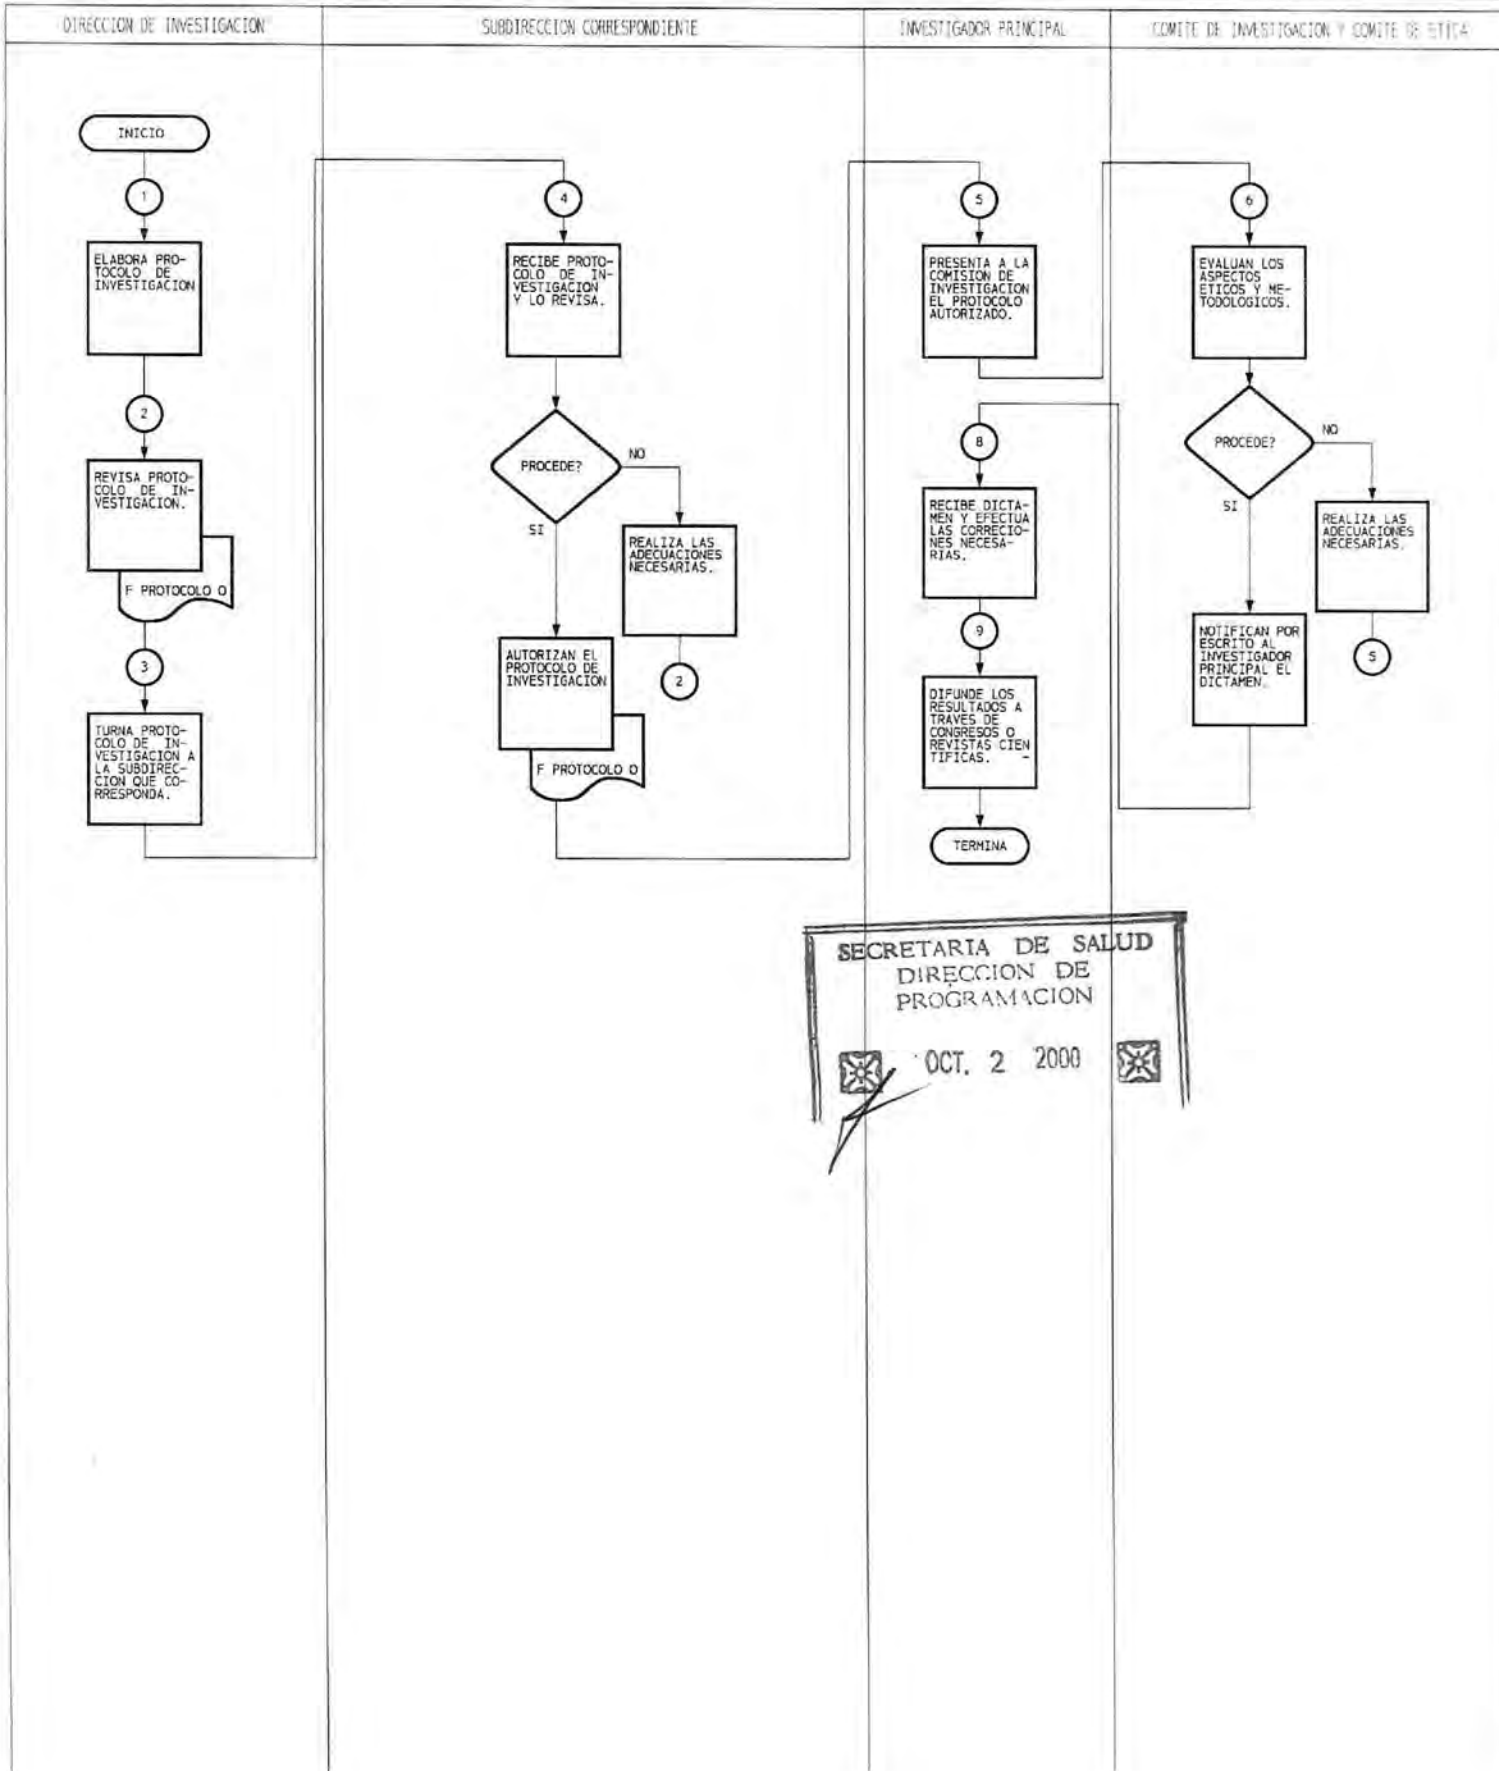 DIRECCION DE INVESTIGACION
SUBDIRECCION CORRESPONDIENTE
INVESTIGADOR PRINCIPAL
COMITE DE INVESTIGACION Y COMITE DE ETICA
INICIO
1
ELABORA PRO-
TOCOLO DE
INVESTIGACION
2
REVISA PROTO-
COLO DE IN-
VESTIGACION.
F PROTOCOLO O
3
TURNA PROTO-
COLO DE IN-
VESTIGACION A
LA SUBDIREC-
CION QUE CO-
RRESPONDA.
4
RECIBE PROTO-
COLO DE IN-
VESTIGACION
Y LO REVISA.
PROCEDE?
NO
SI
REALIZA LAS
ADECUACIONES
NECESARIAS.
2
AUTORIZAN EL
PROTOCOLO DE
INVESTIGACION
F PROTOCOLO O
5
PRESENTA A LA
COMISION DE
INVESTIGACION
EL PROTOCOLO
AUTORIZADO.
8
RECIBE DICTA-
MEN Y EFECTUA
LAS CORRECIO-
NES NECESA-
RIAS.
9
DIFUNDE LOS
RESULTADOS A
TRAVES DE
CONGRESOS O
REVISTAS CIEN
TIFICAS. -
TERMINA
6
EVALUAN LOS
ASPECTOS
ETICOS Y ME-
TODOLOGICOS.
PROCEDE?
NO
SI
REALIZA LAS
ADECUACIONES
NECESARIAS.
5
NOTIFICAN POR
ESCRITO AL
INVESTIGADOR
PRINCIPAL EL
DICTAMEN.
SECRETARIA DE SALUD
DIRECCION DE
PROGRAMACION
OCT. 2 2000